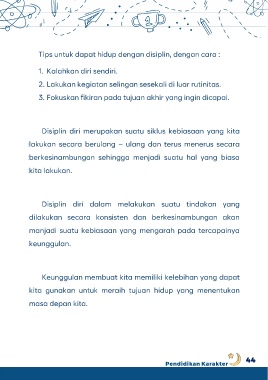 Tips untuk dapat hidup dengan disiplin, dengan cara :
1. Kalahkan diri sendiri.
2. Lakukan kegiatan selingan sesekali di luar rutinitas.
3. Fokuskan fikiran pada tujuan akhir yang ingin dicapai.
Disiplin diri merupakan suatu siklus kebiasaan yang kita
lakukan secara berulang – ulang dan terus menerus secara
berkesinambungan sehingga menjadi suatu hal yang biasa
kita lakukan.
Disiplin diri dalam melakukan suatu tindakan yang
dilakukan secara konsisten dan berkesinambungan akan
manjadi suatu kebiasaan yang mengarah pada tercapainya
keunggulan.
Keunggulan membuat kita memiliki kelebihan yang dapat
kita gunakan untuk meraih tujuan hidup yang menentukan
masa depan kita.
Pendidikan Karakter 44